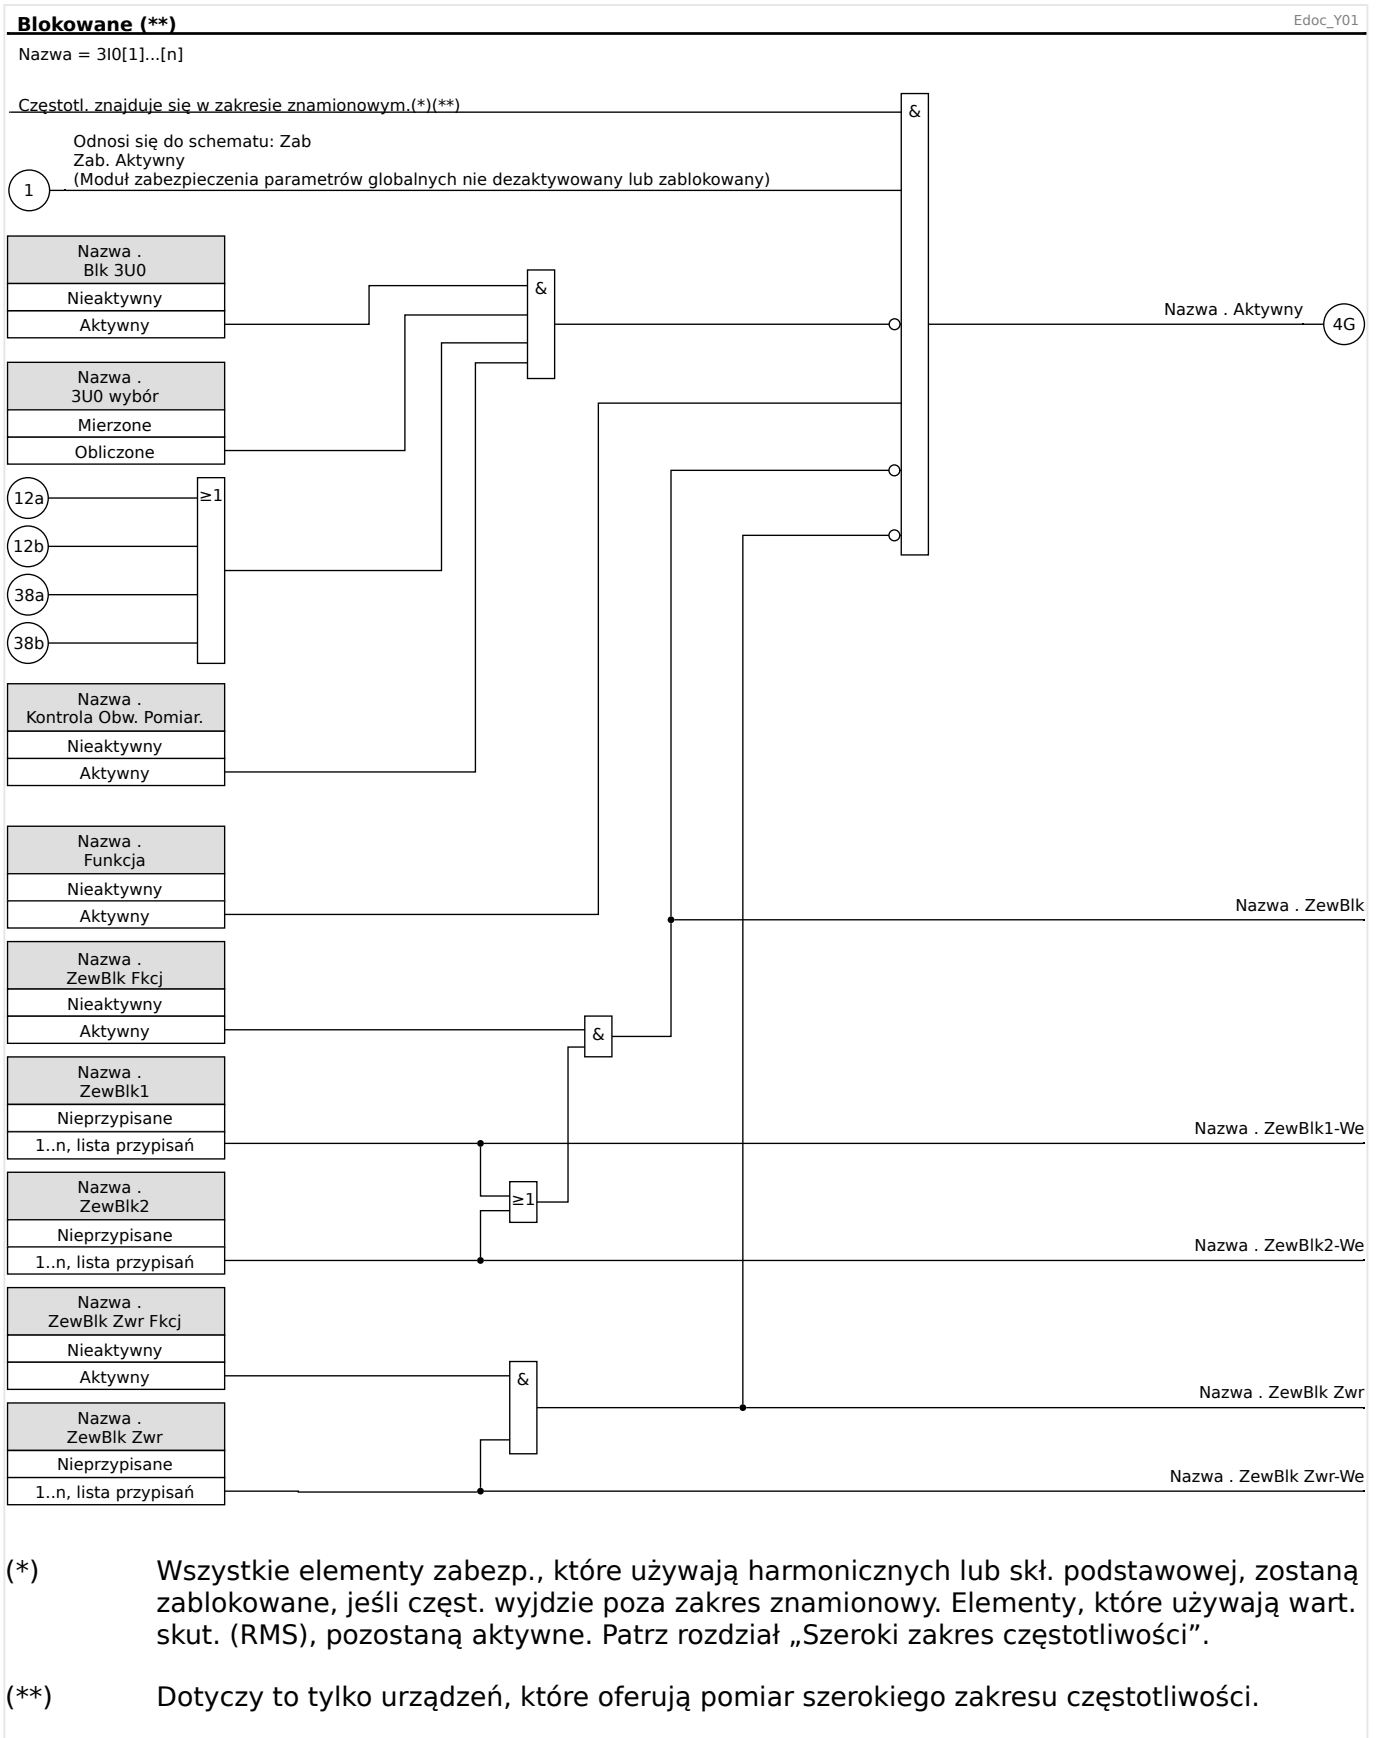 Blokowane (**)
Edoc_Y01
Nazwa = 3I0[1]...[n]
Częstotl. znajduje się w zakresie znamionowym.(*)(**)
&
Odnosi się do schematu: Zab
Zab. Aktywny
(Moduł zabezpieczenia parametrów globalnych nie dezaktywowany lub zablokowany)
1
Nazwa .
Blk 3U0
Nieaktywny
Aktywny
&
Nazwa . Aktywny
4G
Nazwa .
3U0 wybór
Mierzone
Obliczone
12a
≥1
12b
38a
38b
Nazwa .
Kontrola Obw. Pomiar.
Nieaktywny
Aktywny
Nazwa .
Funkcja
Nieaktywny
Aktywny
Nazwa . ZewBlk
Nazwa .
ZewBlk Fkcj
Nieaktywny
Aktywny
&
Nazwa .
ZewBlk1
Nieprzypisane
1..n, lista przypisań
Nazwa . ZewBlk1-We
Nazwa .
ZewBlk2
≥1
Nieprzypisane
1..n, lista przypisań
Nazwa . ZewBlk2-We
Nazwa .
ZewBlk Zwr Fkcj
Nieaktywny
Aktywny
&
Nazwa . ZewBlk Zwr
Nazwa .
ZewBlk Zwr
Nieprzypisane
1..n, lista przypisań
Nazwa . ZewBlk Zwr-We
(*) Wszystkie elementy zabezp., które używają harmonicznych lub skł. podstawowej, zostaną
zablokowane, jeśli częst. wyjdzie poza zakres znamionowy. Elementy, które używają wart.
skut. (RMS), pozostaną aktywne. Patrz rozdział „Szeroki zakres częstotliwości”.
(**) Dotyczy to tylko urządzeń, które oferują pomiar szerokiego zakresu częstotliwości.